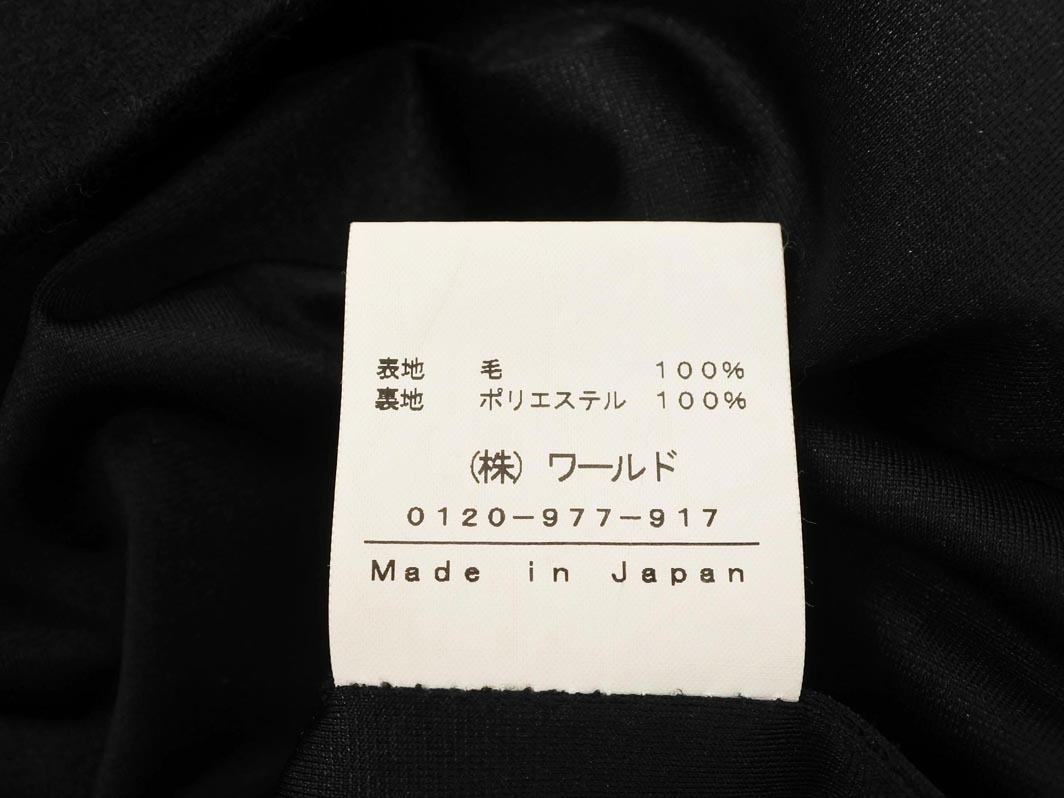 表地 毛 100%
裏地 ポリエステル 100%
(株) ワールド
0120-977-917
Made in Japan